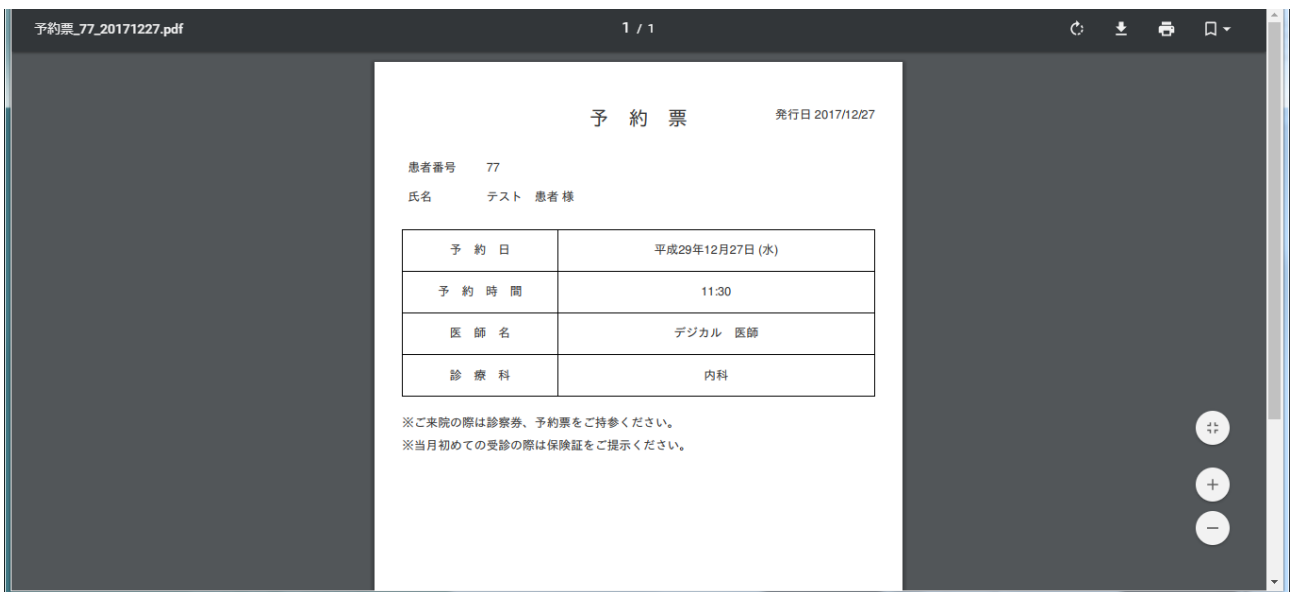 予約票_77_20171227.pdf 1 / 1
予 約 票 発行日 2017/12/27
患者番号 77
氏名 テスト 患者 様
予 約 日 平成29年12月27日 (水)
予 約 時 間 11:30
医 師 名 デジカル 医師
診 療 科 内科
※ご来院の際は診察券、予約票をご持参ください。
※当月初めての受診の際は保険証をご提示ください。